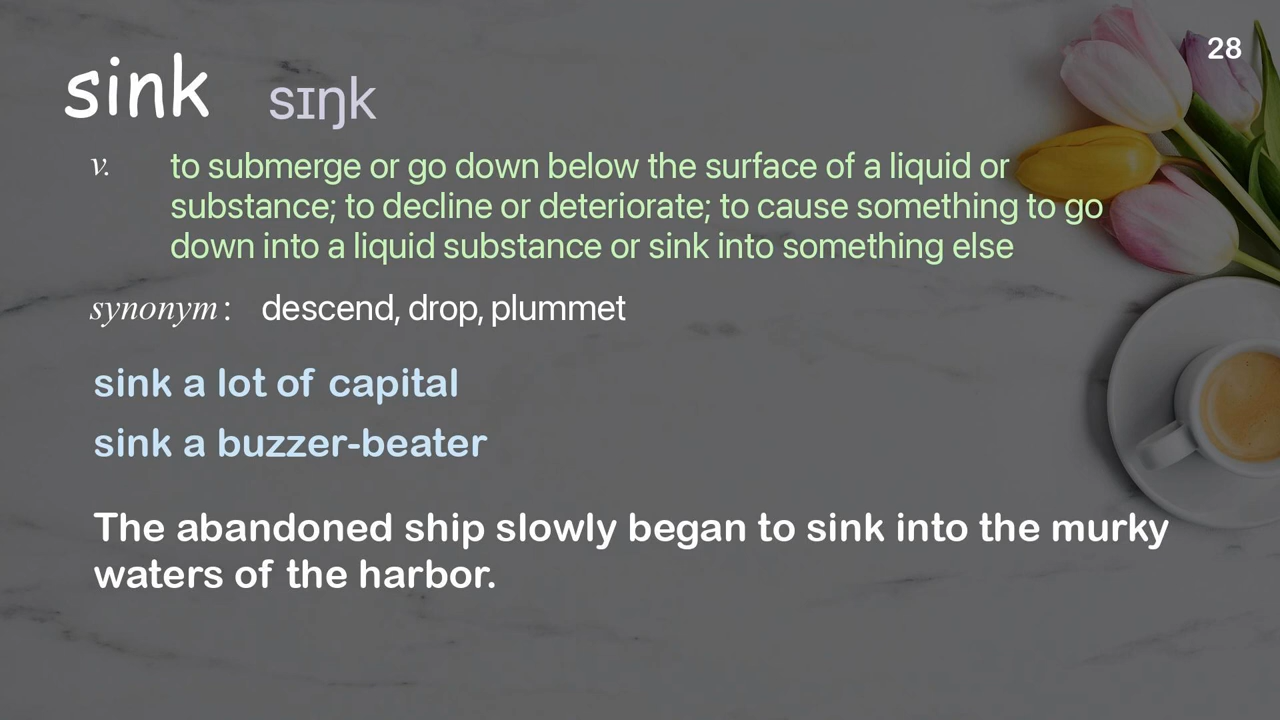 28
sink sɪŋk
v. to submerge or go down below the surface of a liquid or
substance; to decline or deteriorate; to cause something to go
down into a liquid substance or sink into something else
synonym: descend, drop, plummet
sink a lot of capital
sink a buzzer-beater
The abandoned ship slowly began to sink into the murky
waters of the harbor.